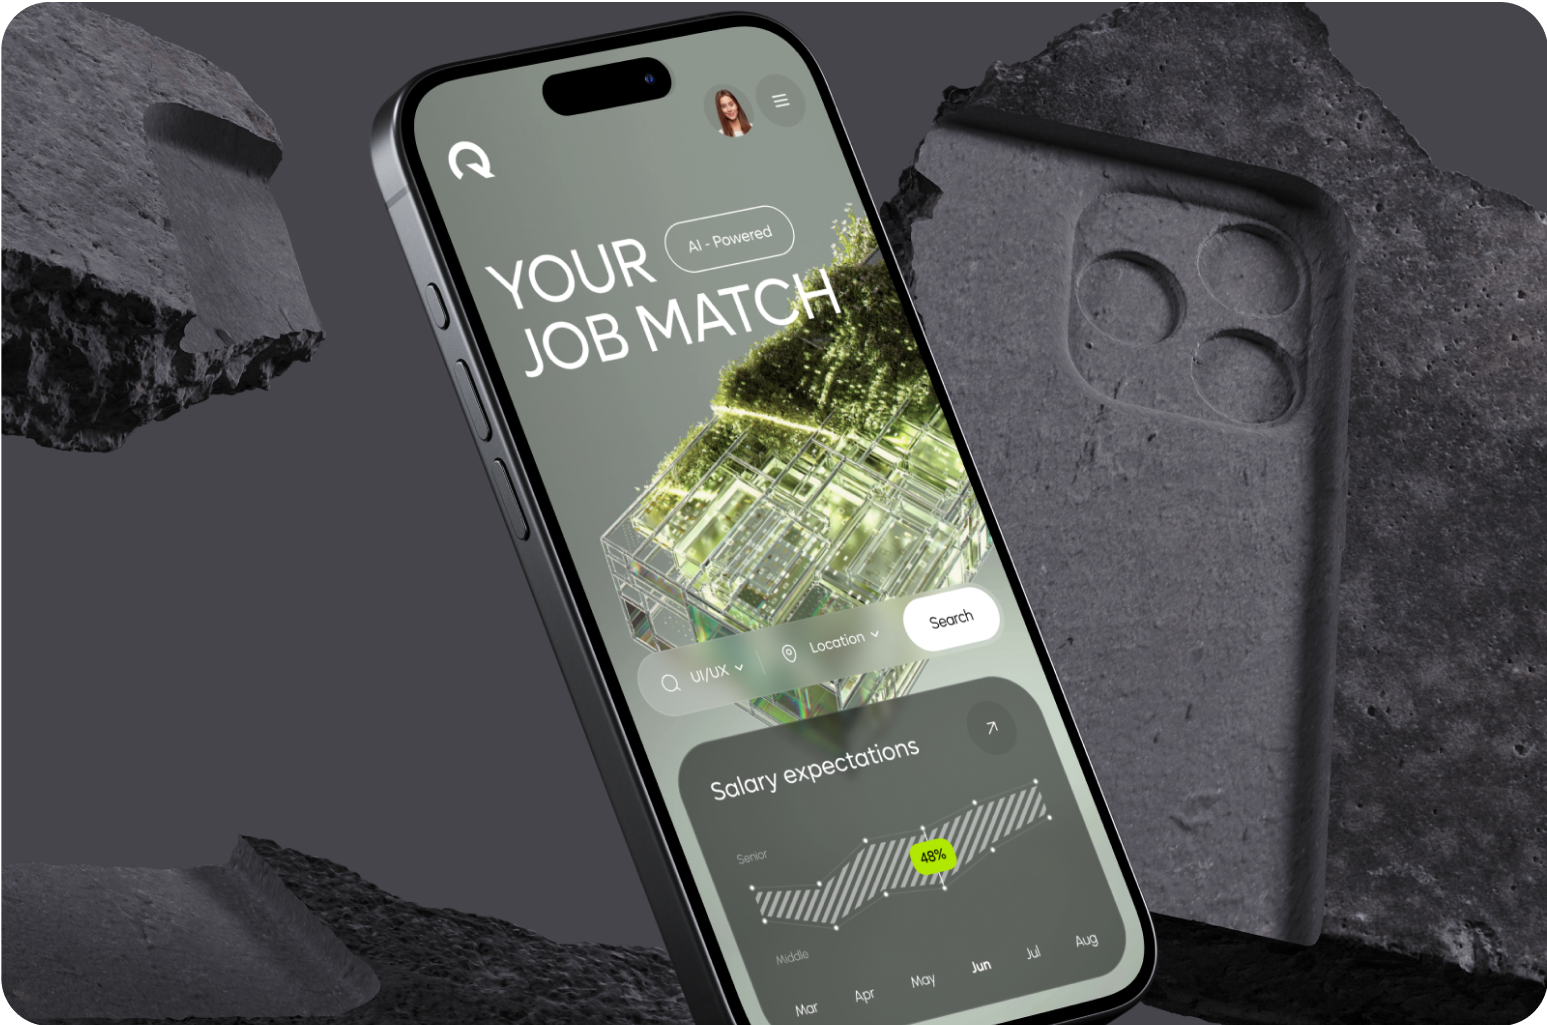 YOUR AI - Powered
JOB MATCH
UI/UX Location Search
Salary expectations
Senior
48%
Middle
Mar Apr May Jun Jul Aug